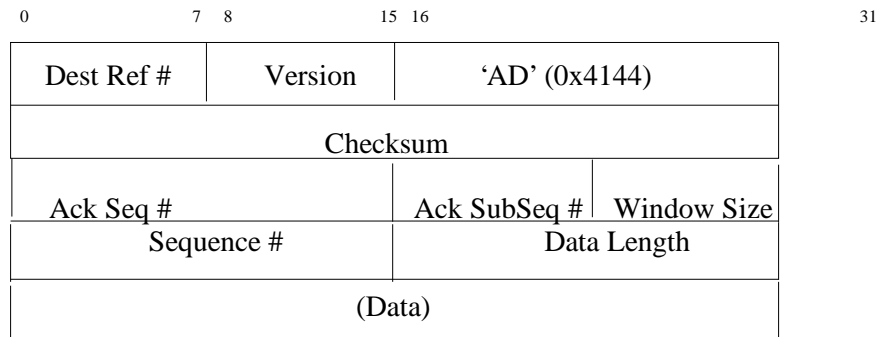 0 7 8 15 16 31
Dest Ref # Version ‘AD’ (0x4144)
Checksum
Ack Seq # Ack SubSeq # Window Size
Sequence # Data Length
(Data)